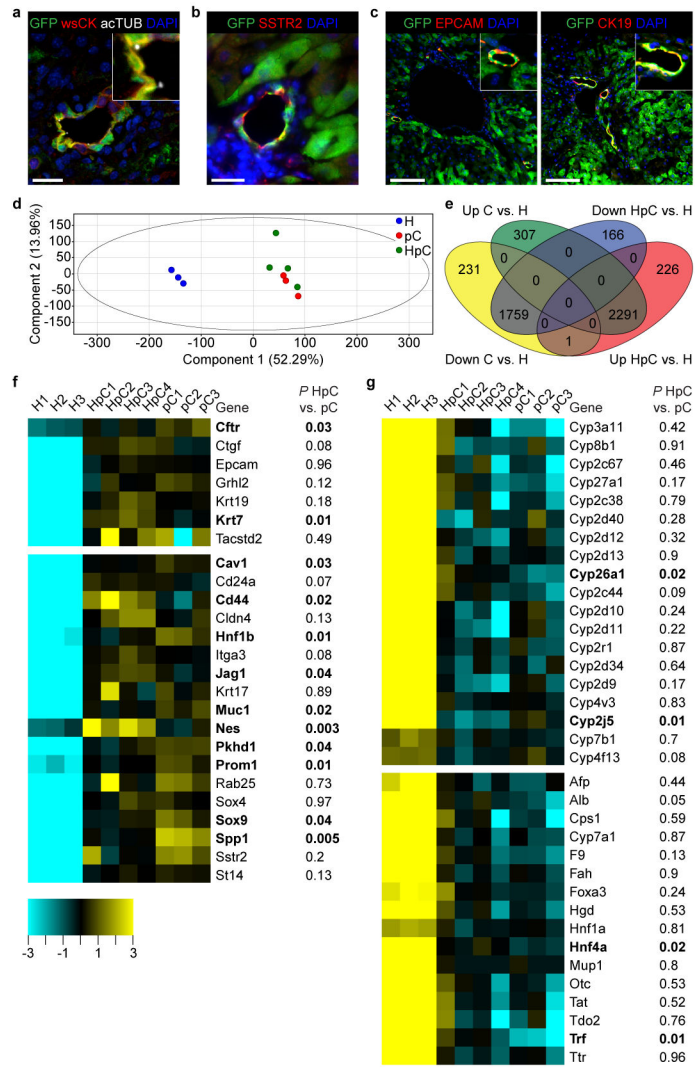 a
GFP wsCK acTUB DAPI
b
GFP SSTR2 DAPI
c
GFP EPCAM DAPI
GFP CK19 DAPI
*
*
d
Component 2 (13.96%)
150
100
50
0
-50
-100
-150
H
pC
HpC
-300 -200 -100 0 100 200 300
Component 1 (52.29%)
e
Up C vs. H
Down HpC vs. H
307 166
0
231 0 0 226
0 0
0
1759 2291
0 0
0 0
1
Down C vs. H
Up HpC vs. H
f
H1 H2 H3 HpC1 HpC2 HpC3 HpC4 pC1 pC2 pC3
Gene
P HpC
vs. pC
Cftr 0.03
Ctgf 0.08
Epcam 0.96
Grhl2 0.12
Krt19 0.18
Krt7 0.01
Tacstd2 0.49
Cav1 0.03
Cd24a 0.07
Cd44 0.02
Cldn4 0.13
Hnf1b 0.01
Itga3 0.08
Jag1 0.04
Krt17 0.89
Muc1 0.02
Nes 0.003
Pkhd1 0.04
Prom1 0.01
Rab25 0.73
Sox4 0.97
Sox9 0.04
Spp1 0.005
Sstr2 0.2
St14 0.13
-3 -1 1 3
g
H1 H2 H3 HpC1 HpC2 HpC3 HpC4 pC1 pC2 pC3
Gene
P HpC
vs. pC
Cyp3a11 0.42
Cyp8b1 0.91
Cyp2c67 0.46
Cyp27a1 0.17
Cyp2c38 0.79
Cyp2d40 0.28
Cyp2d12 0.32
Cyp2d13 0.9
Cyp26a1 0.02
Cyp2c44 0.09
Cyp2d10 0.24
Cyp2d11 0.22
Cyp2r1 0.87
Cyp2d34 0.64
Cyp2d9 0.17
Cyp4v3 0.83
Cyp2j5 0.01
Cyp7b1 0.7
Cyp4f13 0.08
Afp 0.44
Alb 0.05
Cps1 0.59
Cyp7a1 0.87
F9 0.13
Fah 0.9
Foxa3 0.24
Hgd 0.53
Hnf1a 0.81
Hnf4a 0.02
Mup1 0.8
Otc 0.53
Tat 0.52
Tdo2 0.76
Trf 0.01
Ttr 0.96